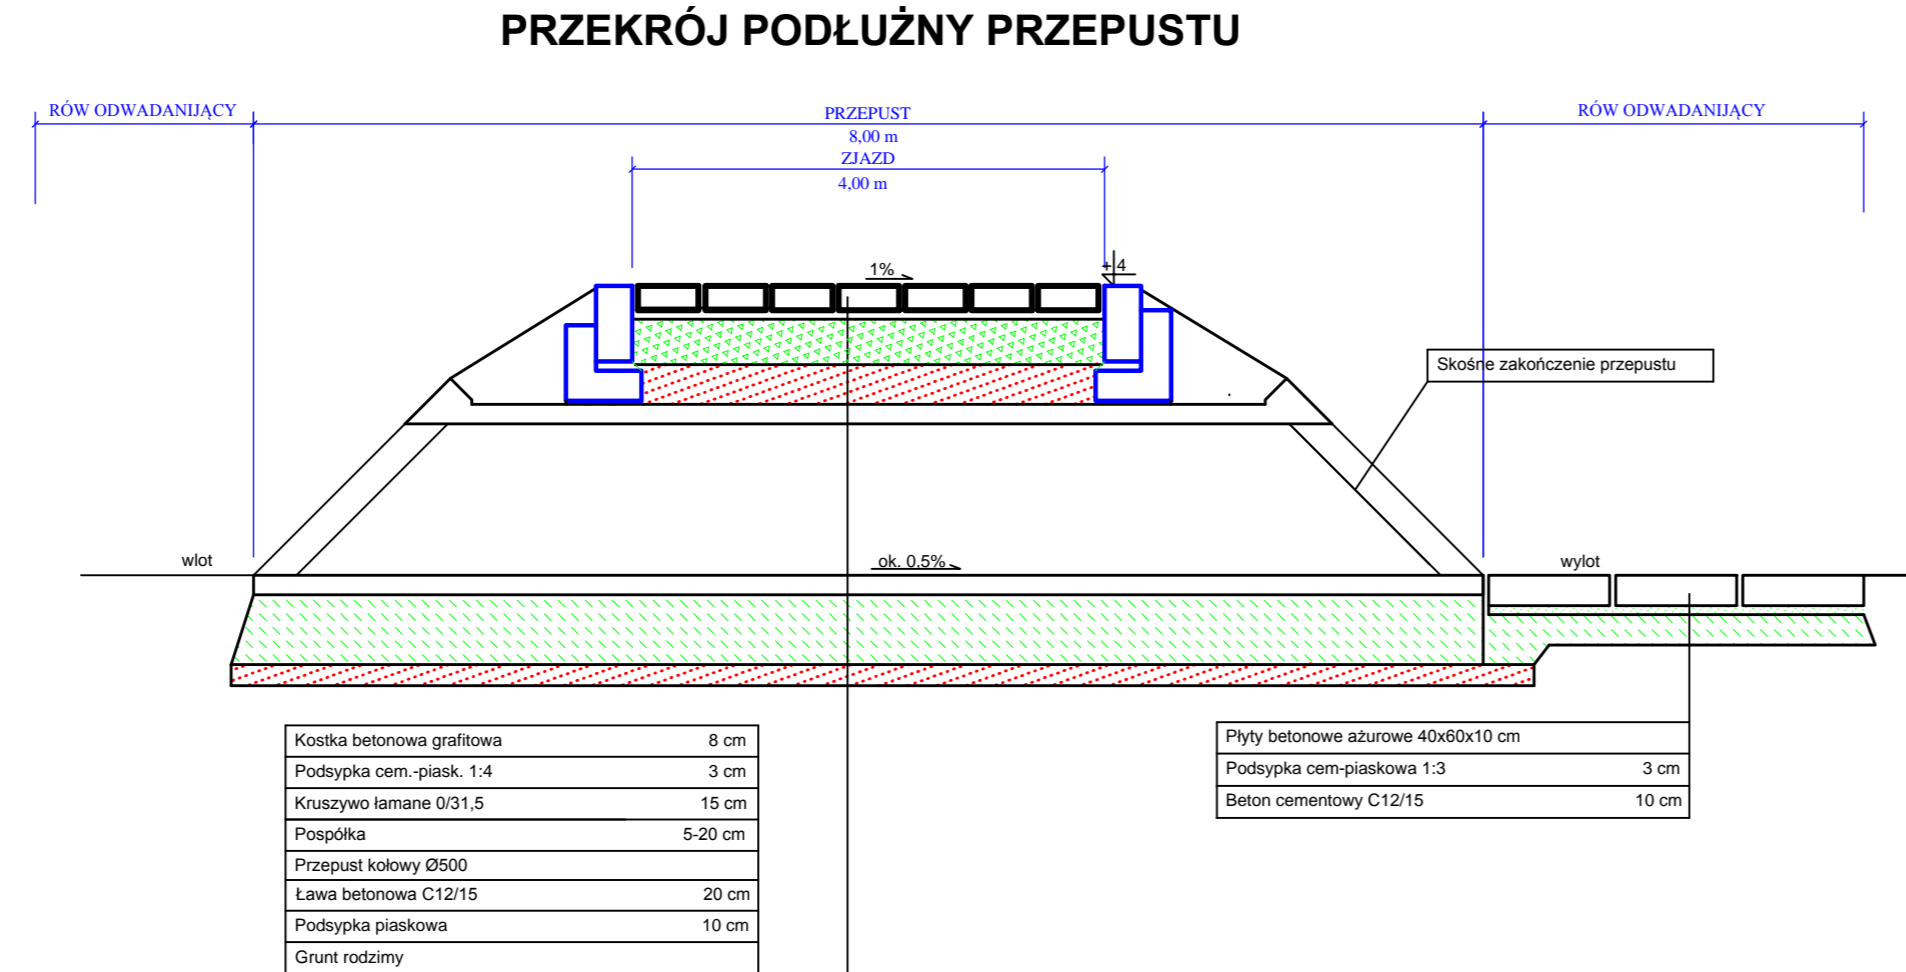 PRZEKRÓJ PODŁUŻNY PRZEPUSTU
RÓW ODWADANIJĄCY
PRZEPUST
RÓW ODWADANIJĄCY
8,00 m
ZJAZD
4,00 m
1%
+4
Skośne zakończenie przepustu
wlot
ok. 0.5%
wylot
Kostka betonowa grafitowa 8 cm
Podsypka cem.-piask. 1:4 3 cm
Kruszywo łamane 0/31,5 15 cm
Pospółka 5-20 cm
Przepust kołowy Ø500
Ława betonowa C12/15 20 cm
Podsypka piaskowa 10 cm
Grunt rodzimy
Płyty betonowe ażurowe 40x60x10 cm
Podsypka cem-piaskowa 1:3 3 cm
Beton cementowy C12/15 10 cm